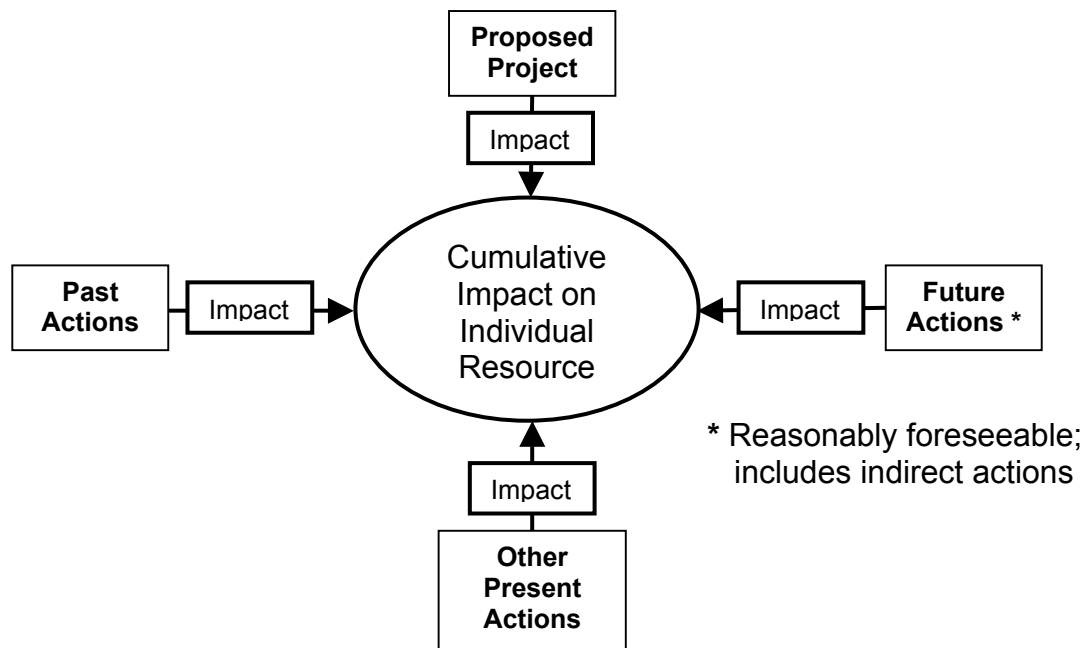 Proposed
Project
Impact
Cumulative
Impact on
Individual
Resource
Past
Actions
Impact
Impact
Future
Actions *
* Reasonably foreseeable;
includes indirect actions
Impact
Other
Present
Actions